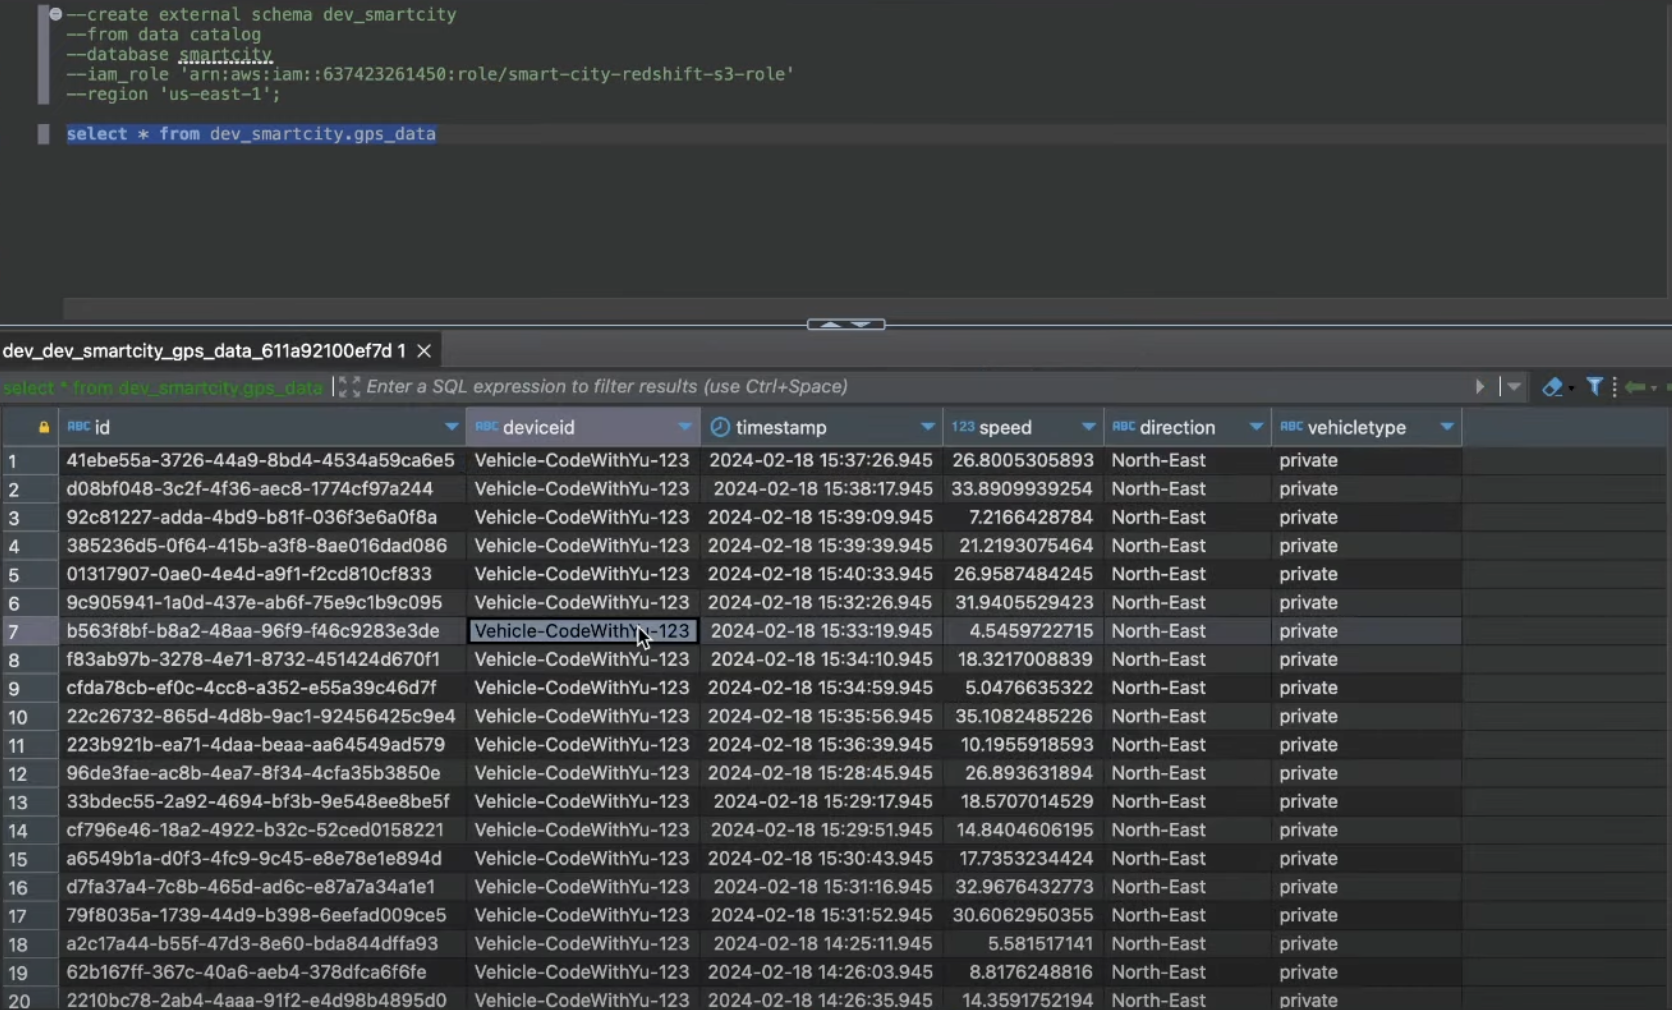 --create external schema dev_smartcity
--from data catalog
--database smartcity
--iam_role 'arn:aws:iam::637423261450:role/smart-city-redshift-s3-role'
--region 'us-east-1';
select * from dev_smartcity.gps_data
dev_dev_smartcity_gps_data_611a92100ef7d 1
select * from dev_smartcity.gps_data Enter a SQL expression to filter results (use Ctrl+Space)
ABC id ABC deviceid timestamp 123 speed ABC direction ABC vehicletype
1 41ebe55a-3726-44a9-8bd4-4534a59ca6e5 Vehicle-CodeWithYu-123 2024-02-18 15:37:26.945 26.8005305893 North-East private
2 d08bf048-3c2f-4f36-aec8-1774cf97a244 Vehicle-CodeWithYu-123 2024-02-18 15:38:17.945 33.8909939254 North-East private
3 92c81227-adda-4bd9-b81f-036f3e6a0f8a Vehicle-CodeWithYu-123 2024-02-18 15:39:09.945 7.2166428784 North-East private
4 385236d5-0f64-415b-a3f8-8ae016dad086 Vehicle-CodeWithYu-123 2024-02-18 15:39:39.945 21.2193075464 North-East private
5 01317907-0ae0-4e4d-a9f1-f2cd810cf833 Vehicle-CodeWithYu-123 2024-02-18 15:40:33.945 26.9587484245 North-East private
6 9c905941-1a0d-437e-ab6f-75e9c1b9c095 Vehicle-CodeWithYu-123 2024-02-18 15:32:26.945 31.9405529423 North-East private
7 b563f8bf-b8a2-48aa-96f9-f46c9283e3de Vehicle-CodeWithYu-123 2024-02-18 15:33:19.945 4.5459722715 North-East private
8 f83ab97b-3278-4e71-8732-451424d670f1 Vehicle-CodeWithYu-123 2024-02-18 15:34:10.945 18.3217008839 North-East private
9 cfda78cb-ef0c-4cc8-a352-e55a39c46d7f Vehicle-CodeWithYu-123 2024-02-18 15:34:59.945 5.0476635322 North-East private
10 22c26732-865d-4d8b-9ac1-92456425c9e4 Vehicle-CodeWithYu-123 2024-02-18 15:35:56.945 35.1082485226 North-East private
11 223b921b-ea71-4daa-beaa-aa64549ad579 Vehicle-CodeWithYu-123 2024-02-18 15:36:39.945 10.1955918593 North-East private
12 96de3fae-ac8b-4ea7-8f34-4cfa35b3850e Vehicle-CodeWithYu-123 2024-02-18 15:28:45.945 26.893631894 North-East private
13 33bdec55-2a92-4694-bf3b-9e548ee8be5f Vehicle-CodeWithYu-123 2024-02-18 15:29:17.945 18.5707014529 North-East private
14 cf796e46-18a2-4922-b32c-52ced0158221 Vehicle-CodeWithYu-123 2024-02-18 15:29:51.945 14.8404606195 North-East private
15 a6549b1a-d0f3-4fc9-9c45-e8e78e1e894d Vehicle-CodeWithYu-123 2024-02-18 15:30:43.945 17.7353234424 North-East private
16 d7fa37a4-7c8b-465d-ad6c-e87a7a34a1e1 Vehicle-CodeWithYu-123 2024-02-18 15:31:16.945 32.9676432773 North-East private
17 79f8035a-1739-44d9-b398-6eefad009ce5 Vehicle-CodeWithYu-123 2024-02-18 15:31:52.945 30.6062950355 North-East private
18 a2c17a44-b55f-47d3-8e60-bda844dffa93 Vehicle-CodeWithYu-123 2024-02-18 14:25:11.945 5.581517141 North-East private
19 62b167ff-367c-40a6-aeb4-378dfca6f6fe Vehicle-CodeWithYu-123 2024-02-18 14:26:03.945 8.8176248816 North-East private
20 2210bc78-2ab4-4aaa-91f2-e4d98b4895d0 Vehicle-CodeWithYu-123 2024-02-18 14:26:35.945 14.3591752194 North-East private